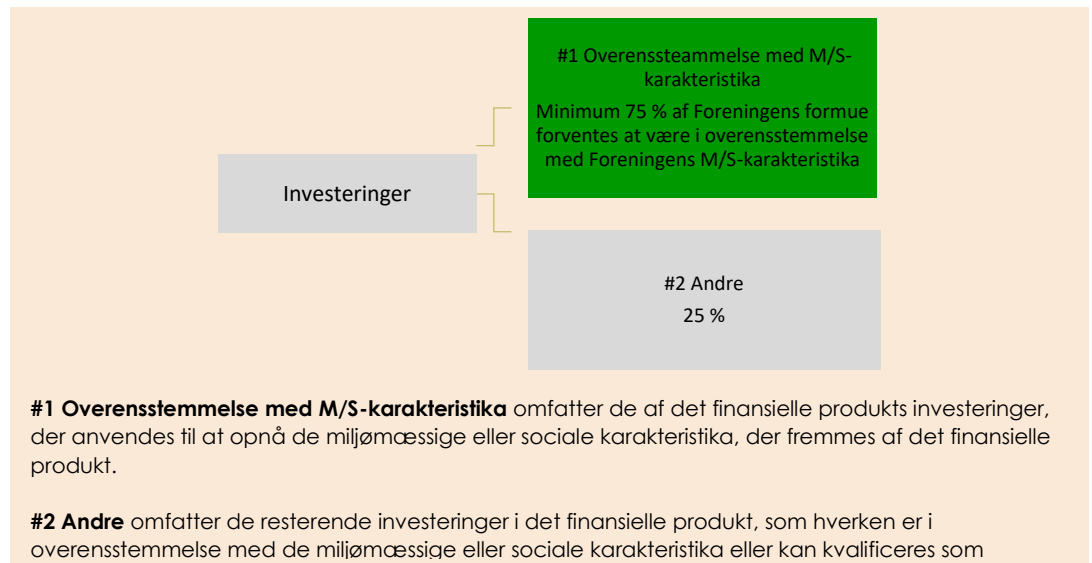 #1 Overenssteammelse med M/S-
karakteristika
Minimum 75 % af Foreningens formue
forventes at være i overensstemmelse
med Foreningens M/S-karakteristika
Investeringer
#2 Andre
25 %
#1 Overensstemmelse med M/S-karakteristika omfatter de af det finansielle produkts investeringer,
der anvendes til at opnå de miljømæssige eller sociale karakteristika, der fremmes af det finansielle
produkt.
#2 Andre omfatter de resterende investeringer i det finansielle produkt, som hverken er i
overensstemmelse med de miljømæssige eller sociale karakteristika eller kan kvalificeres som